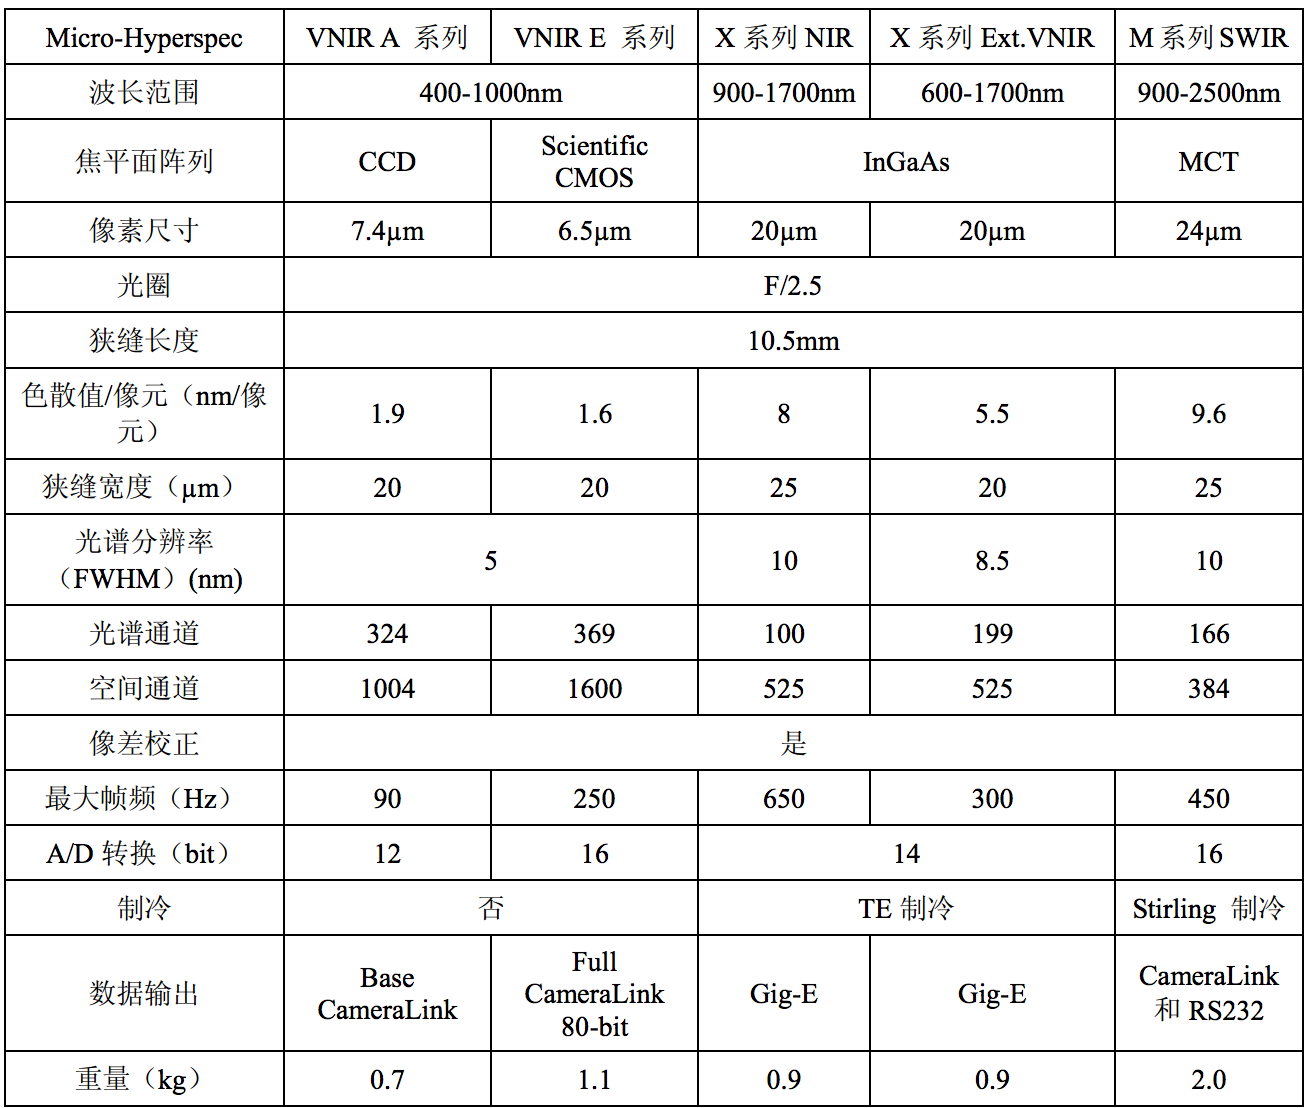 Micro-Hyperspec VNIR A 系列 VNIR E 系列 X 系列 NIR X 系列 Ext.VNIR M 系列 SWIR
波长范围 400-1000nm 900-1700nm 600-1700nm 900-2500nm
焦平面阵列 CCD Scientific CMOS InGaAs MCT
像素尺寸 7.4µm 6.5µm 20µm 20µm 24µm
光圈 F/2.5
狭缝长度 10.5mm
色散值/像元（nm/像元） 1.9 1.6 8 5.5 9.6
狭缝宽度（µm） 20 20 25 20 25
光谱分辨率（FWHM）(nm) 5 10 8.5 10
光谱通道 324 369 100 199 166
空间通道 1004 1600 525 525 384
像差校正 是
最大帧频（Hz） 90 250 650 300 450
A/D 转换（bit） 12 16 14 16
制冷 否 TE 制冷 Stirling 制冷
数据输出 Base CameraLink Full CameraLink 80-bit Gig-E Gig-E CameraLink 和 RS232
重量（kg） 0.7 1.1 0.9 0.9 2.0